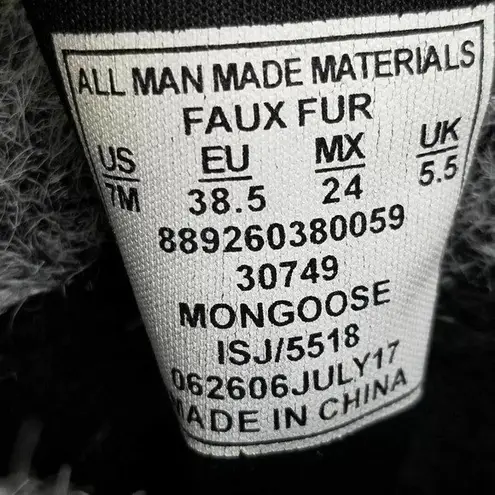 ALL MAN MADE MATERIALS
FAUX FUR
US EU MX UK
7M 38.5 24 5.5
889260380059
30749
MONGOOSE
ISJ/5518
062606JULY17
MADE IN CHINA